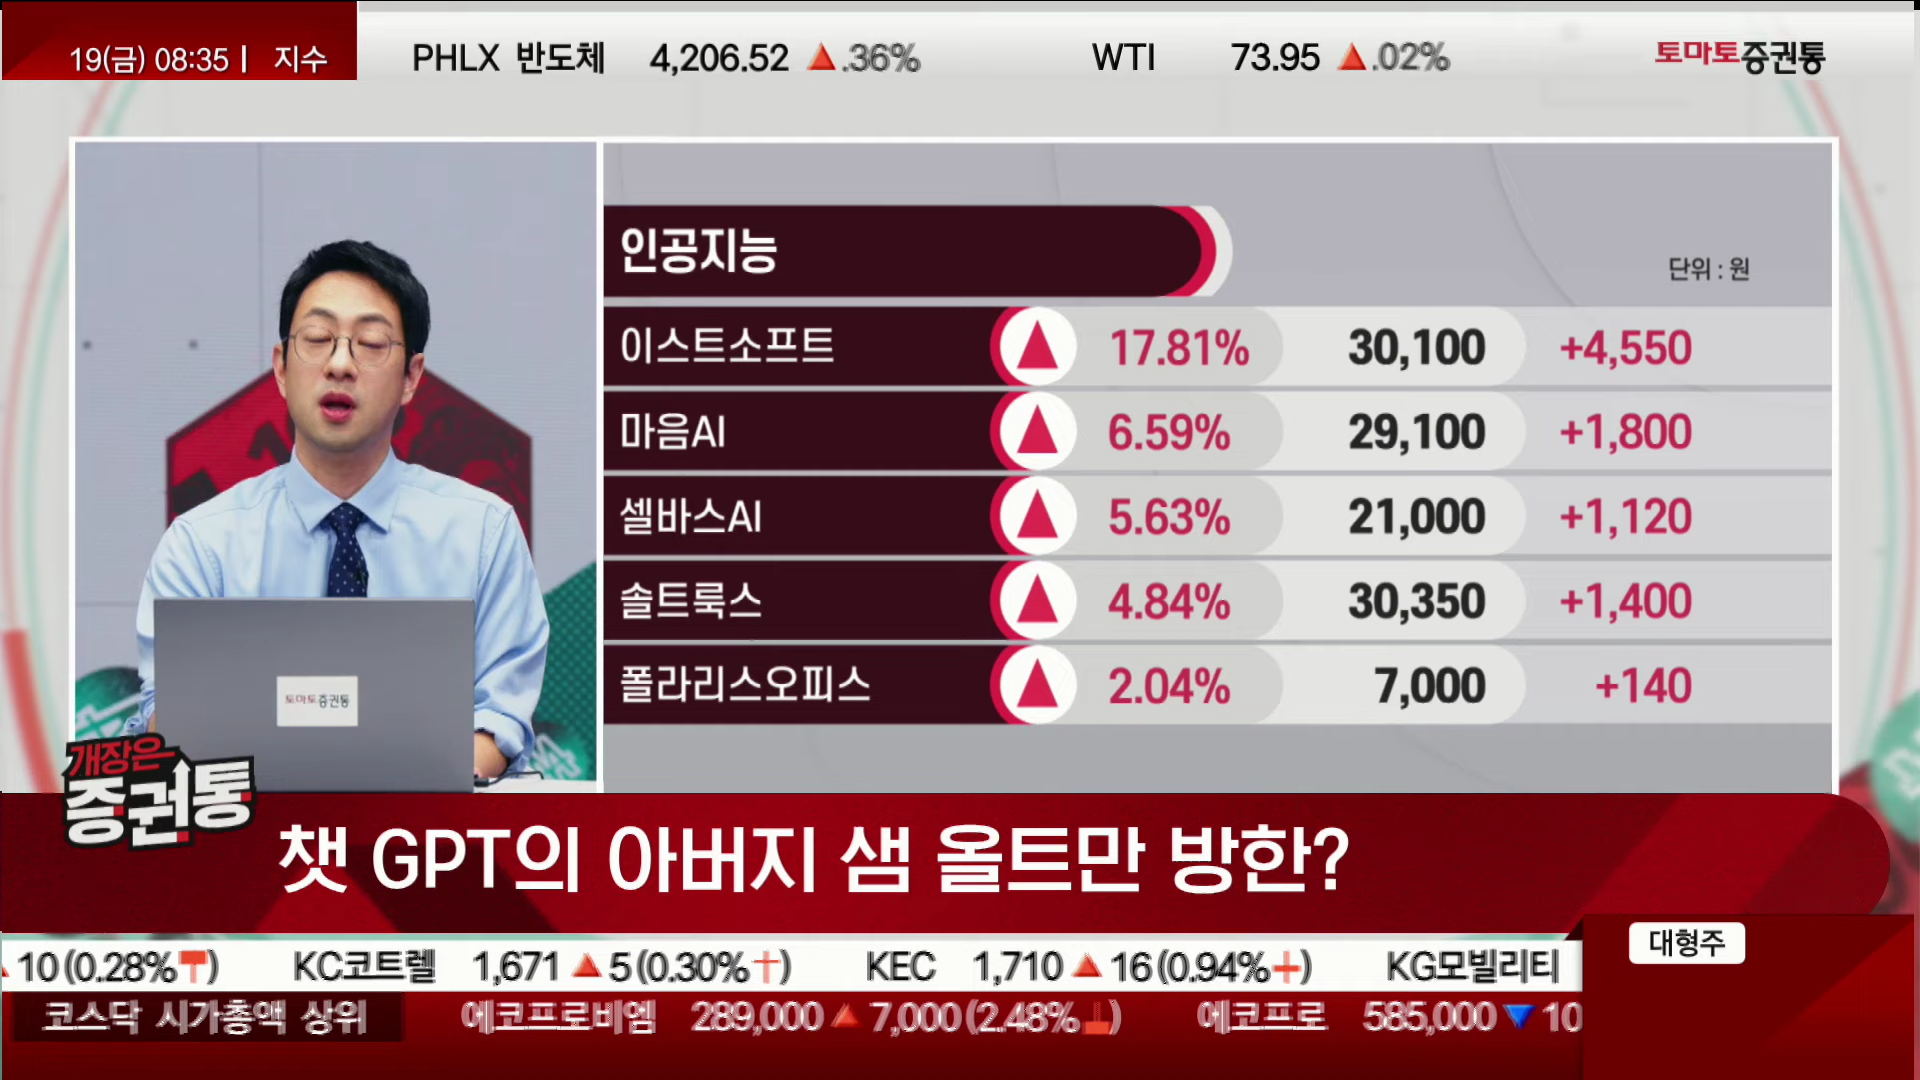 19(금) 08:35 | 지수 PHLX 반도체 4,206.52 ▲.36% WTI 73.95 ▲.02% 토마토증권통
인공지능
단위 : 원
이스트소프트 ▲ 17.81% 30,100 +4,550
마음AI ▲ 6.59% 29,100 +1,800
셀바스AI ▲ 5.63% 21,000 +1,120
솔트룩스 ▲ 4.84% 30,350 +1,400
폴라리스오피스 ▲ 2.04% 7,000 +140
토마토증권통
개장은
증권통
챗 GPT의 아버지 샘 올트만 방한?
대형주
10(0.28%) KC코트렐 1,671 ▲ 5(0.30%↑) KEC 1,710 ▲ 16(0.94%) KG모빌리티
코스닥 시가총액 상위 에코프로비엠 289,000 ▲ 7,000(2.48%) 에코프로 585,000 ▼ 10